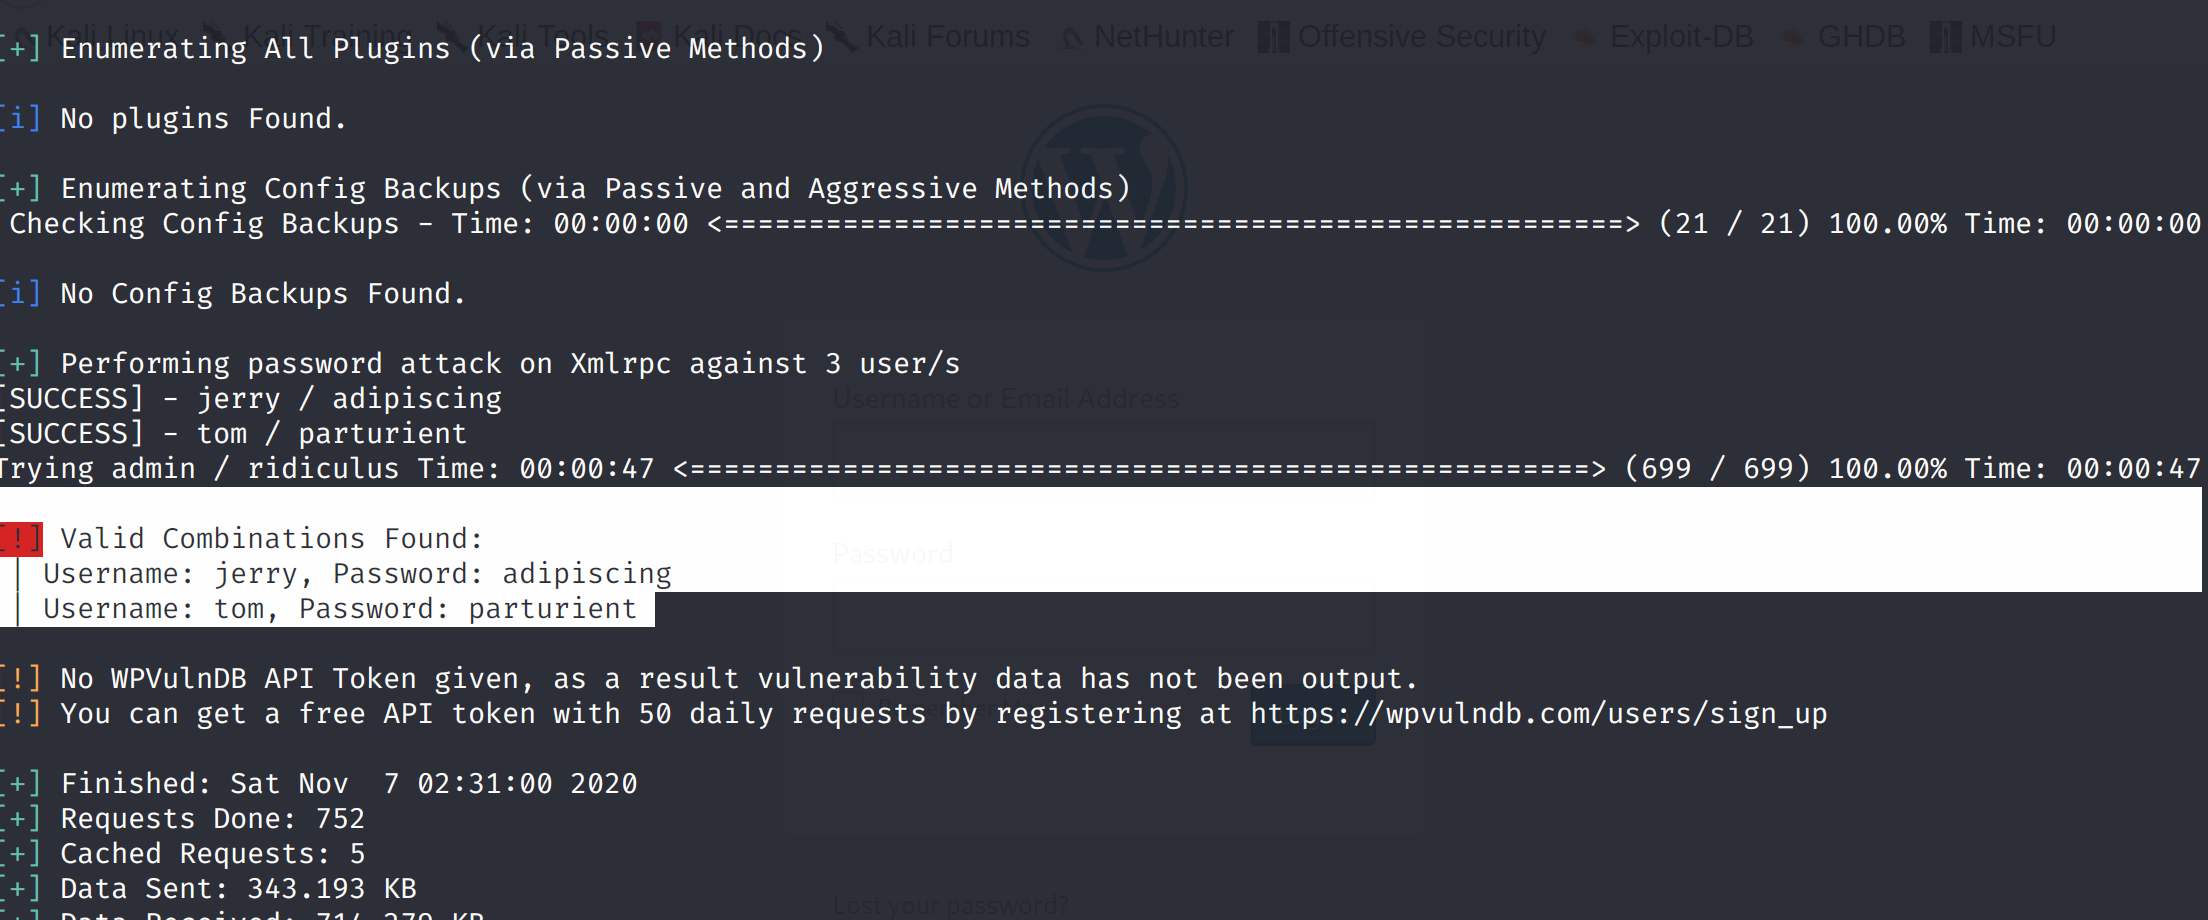 Kali Linux Kali Training Kali Tools Kali Docs Kali Forums NetHunter Offensive Security Exploit-DB GHDB MSFU
[+] Enumerating All Plugins (via Passive Methods)
[i] No plugins Found.
[+] Enumerating Config Backups (via Passive and Aggressive Methods)
Checking Config Backups - Time: 00:00:00 <=====================================================> (21 / 21) 100.00% Time: 00:00:00
[i] No Config Backups Found.
[+] Performing password attack on Xmlrpc against 3 user/s
[SUCCESS] - jerry / adipiscing
Username or Email Address
[SUCCESS] - tom / parturient
Trying admin / ridiculus Time: 00:00:47 <=====================================================> (699 / 699) 100.00% Time: 00:00:47
[!] Valid Combinations Found:
Password
| Username: jerry, Password: adipiscing
| Username: tom, Password: parturient
[!] No WPVulnDB API Token given, as a result vulnerability data has not been output.
[!] You can get a free API token with 50 daily requests by registering at https://wpvulndb.com/users/sign_up
[+] Finished: Sat Nov  7 02:31:00 2020
[+] Requests Done: 752
[+] Cached Requests: 5
[+] Data Sent: 343.193 KB
Lost your password?
[+] Data Received: 714.279 KB